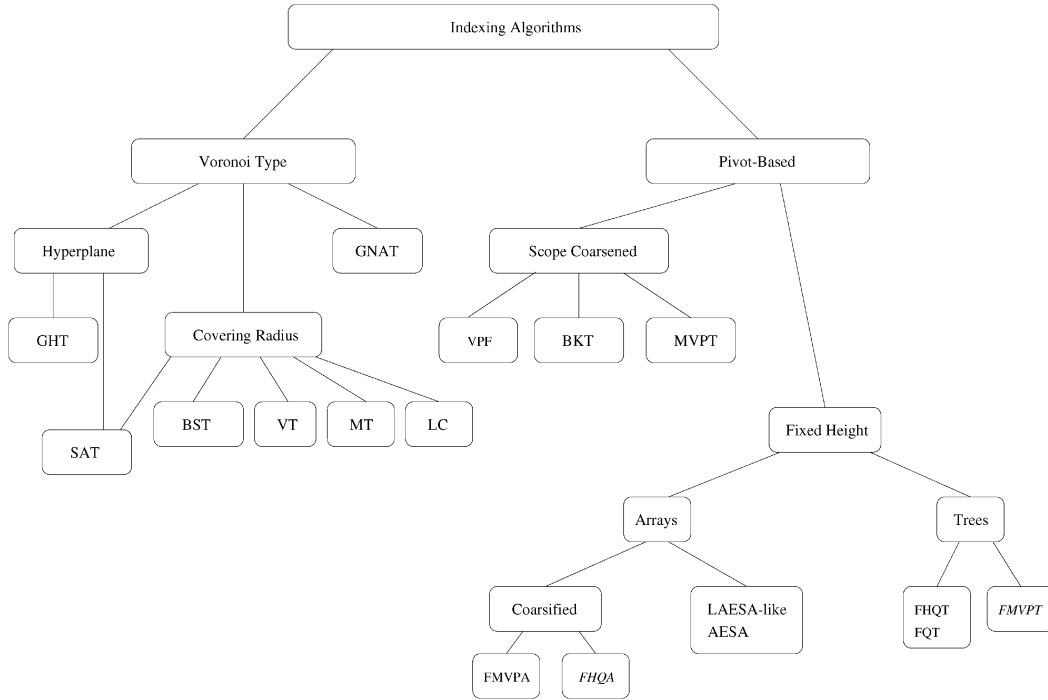 Indexing Algorithms
Voronoi Type
Pivot-Based
Hyperplane
GNAT
Scope Coarsened
GHT
Covering Radius
VPF
BKT
MVPT
BST
VT
MT
LC
SAT
Fixed Height
Arrays
Trees
Coarsified
LAESA-like
AESA
FHQT
FQT
FMVPT
FMVPA
FHQA